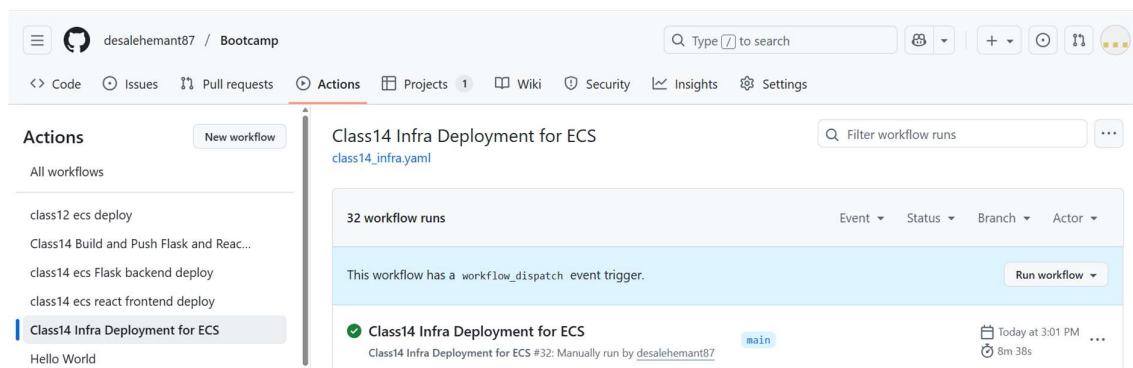 desalehemant87 / Bootcamp
Type / to search
Code Issues Pull requests Actions Projects 1 Wiki Security Insights Settings
Actions New workflow
All workflows
class12 ecs deploy
Class14 Build and Push Flask and Reac...
class14 ecs Flask backend deploy
class14 ecs react frontend deploy
Class14 Infra Deployment for ECS
Hello World
Class14 Infra Deployment for ECS
class14_infra.yaml
Filter workflow runs
32 workflow runs
Event Status Branch Actor
This workflow has a workflow_dispatch event trigger.
Run workflow
Class14 Infra Deployment for ECS
Class14 Infra Deployment for ECS #32: Manually run by desalehemant87
main
Today at 3:01 PM
8m 38s